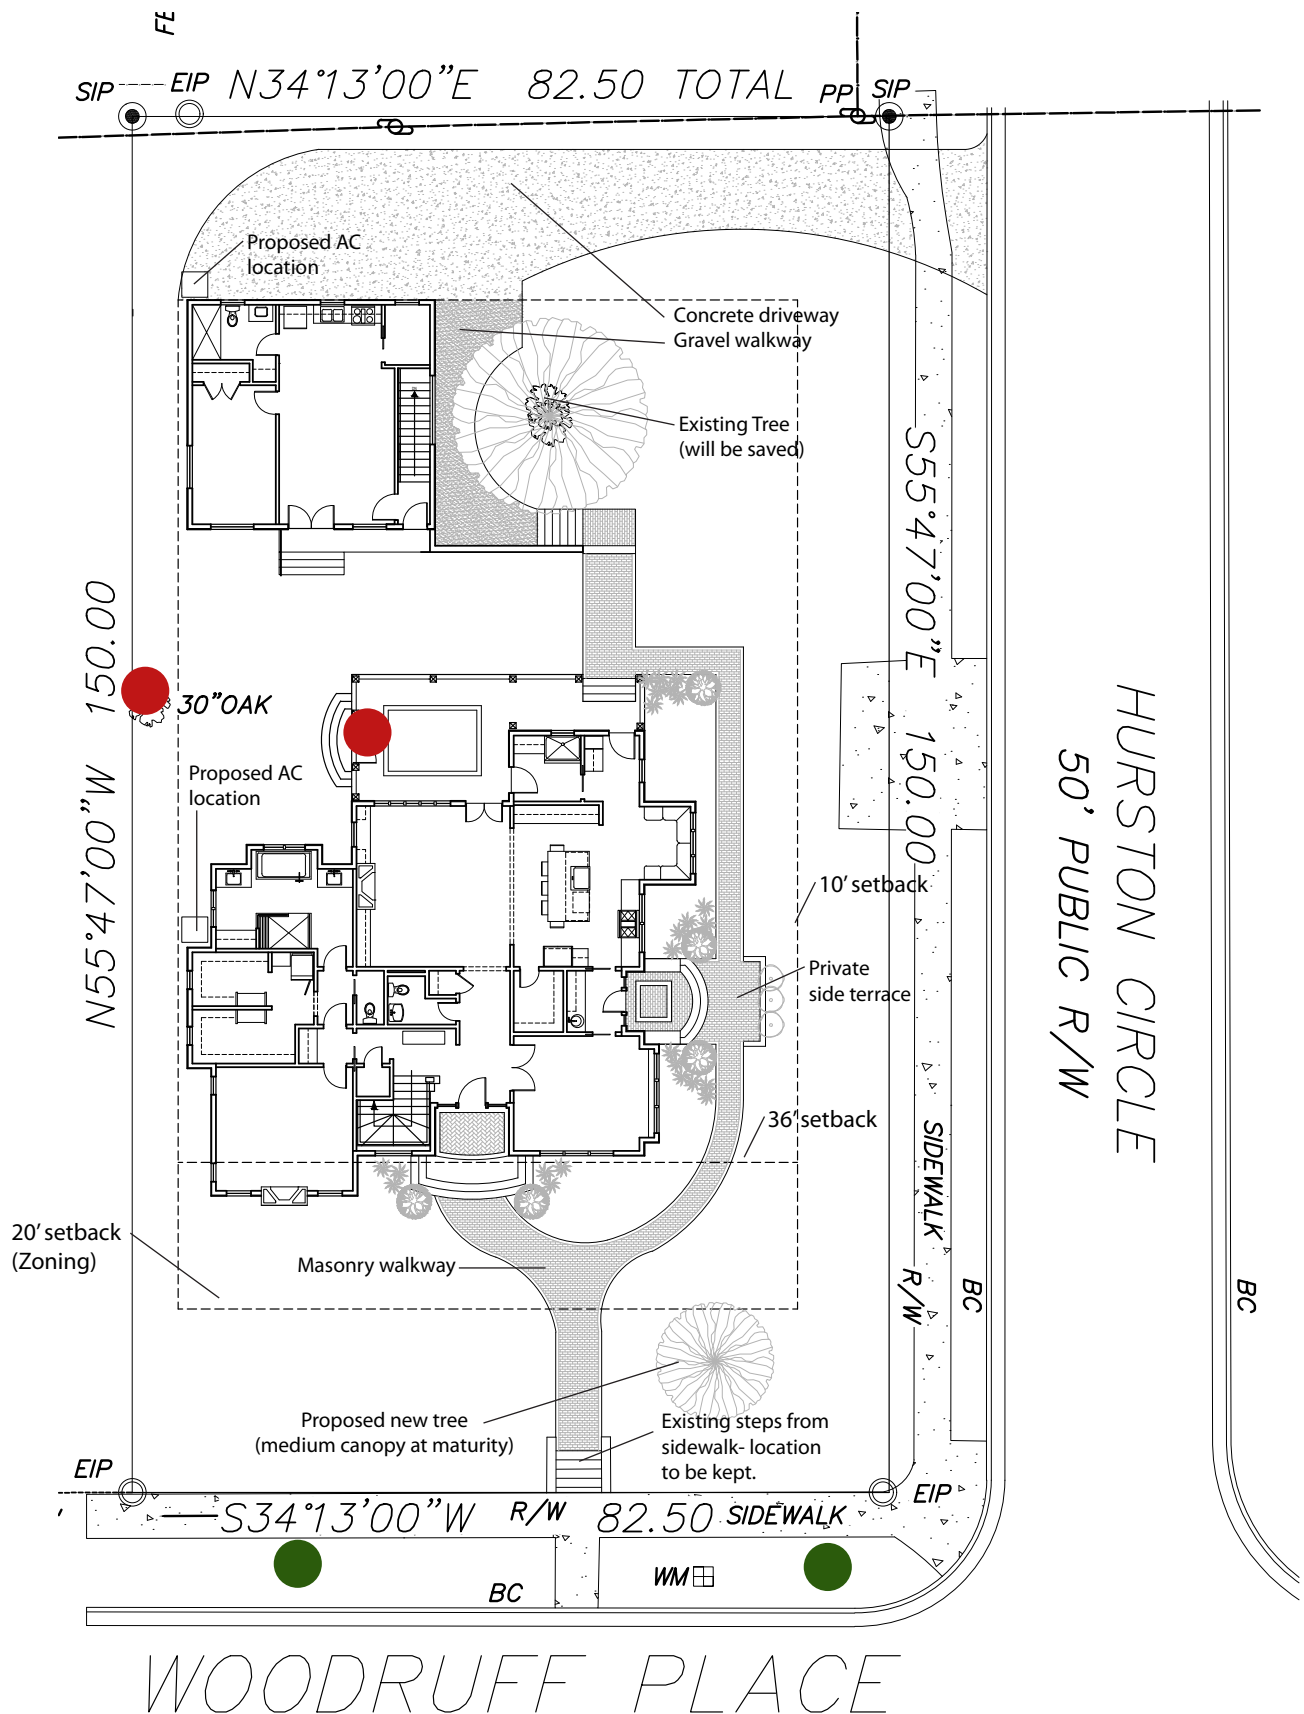 FE
SIP
EIP
N34°13'00"E 82.50 TOTAL
PP
SIP
Proposed AC
location
Concrete driveway
Gravel walkway
Existing Tree
(will be saved)
S55°47'00"E 150.00
N55°47'00"W 150.00
30"OAK
Proposed AC
location
HURSTON CIRCLE
50' PUBLIC R/W
10' setback
Private
side terrace
36' setback
SIDEWALK
20' setback
(Zoning)
Masonry walkway
R/W
BC
BC
Proposed new tree
(medium canopy at maturity)
Existing steps from
sidewalk- location
to be kept.
EIP
EIP
S34°13'00"W
R/W
82.50
SIDEWALK
WM
BC
WOODRUFF PLACE